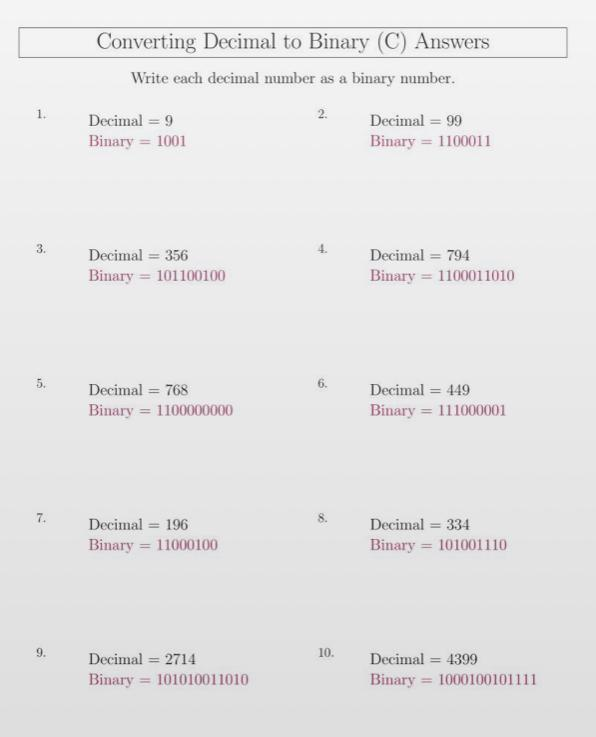 Converting Decimal to Binary (C) Answers
Write each decimal number as a binary number.
1.
Decimal = 9
Binary = 1001
2.
Decimal = 99
Binary = 1100011
3.
Decimal = 356
Binary = 101100100
4.
Decimal = 794
Binary = 1100011010
5.
Decimal = 768
Binary = 1100000000
6.
Decimal = 449
Binary = 111000001
7.
Decimal = 196
Binary = 11000100
8.
Decimal = 334
Binary = 101001110
9.
Decimal = 2714
Binary = 101010011010
10.
Decimal = 4399
Binary = 1000100101111